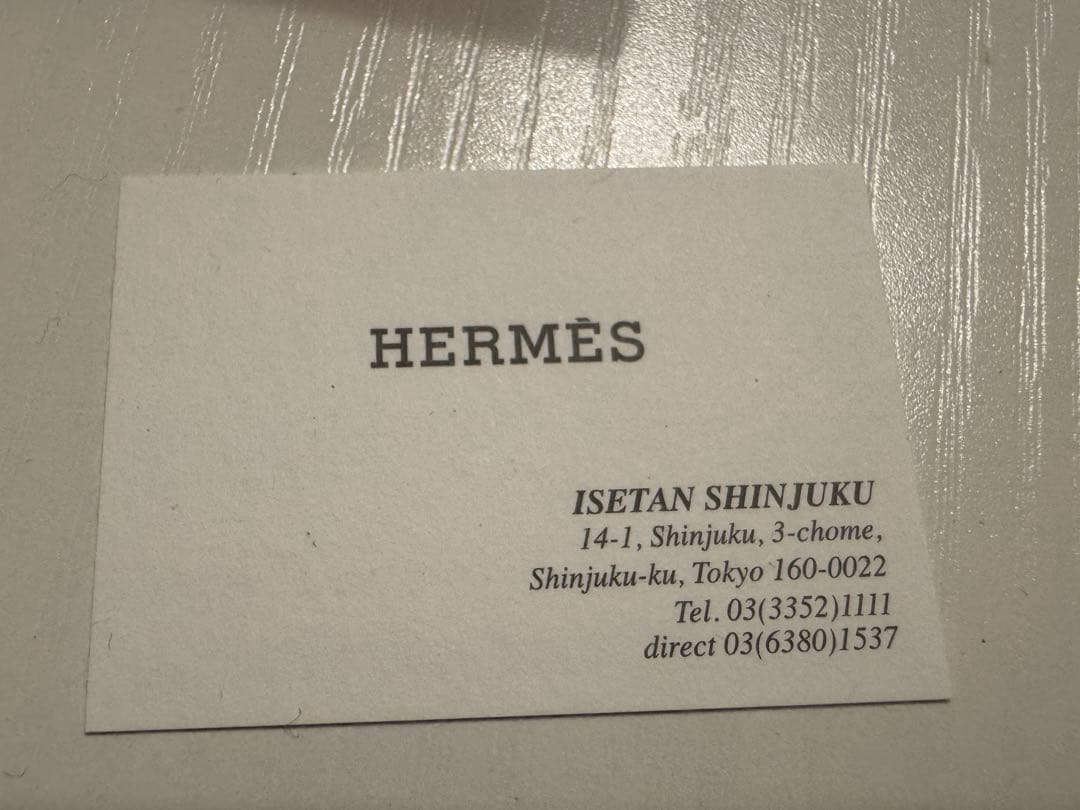 HERMÈS
ISETAN SHINJUKU
14-1, Shinjuku, 3-chome,
Shinjuku-ku, Tokyo 160-0022
Tel. 03(3352)1111
direct 03(6380)1537